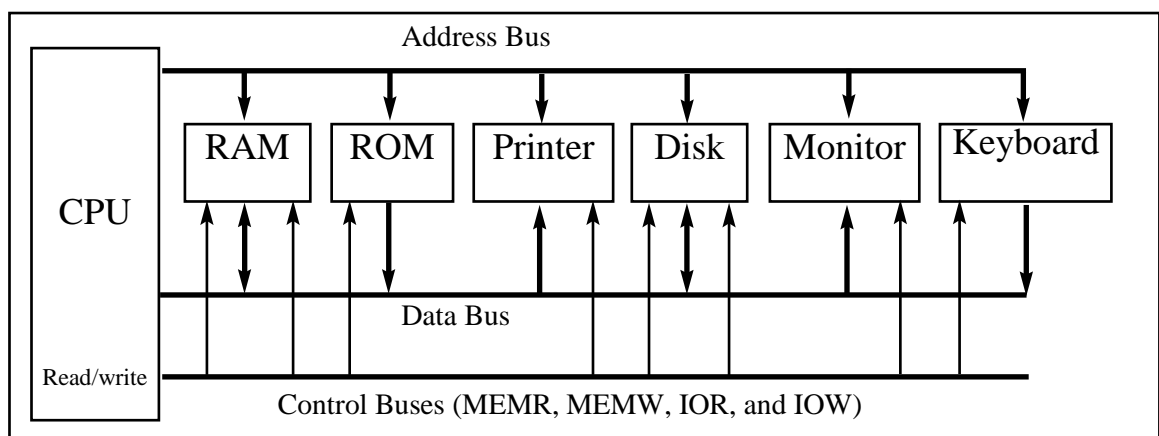 Address Bus
RAM
ROM
Printer
Disk
Monitor
Keyboard
CPU
Data Bus
Read/write
Control Buses (MEMR, MEMW, IOR, and IOW)